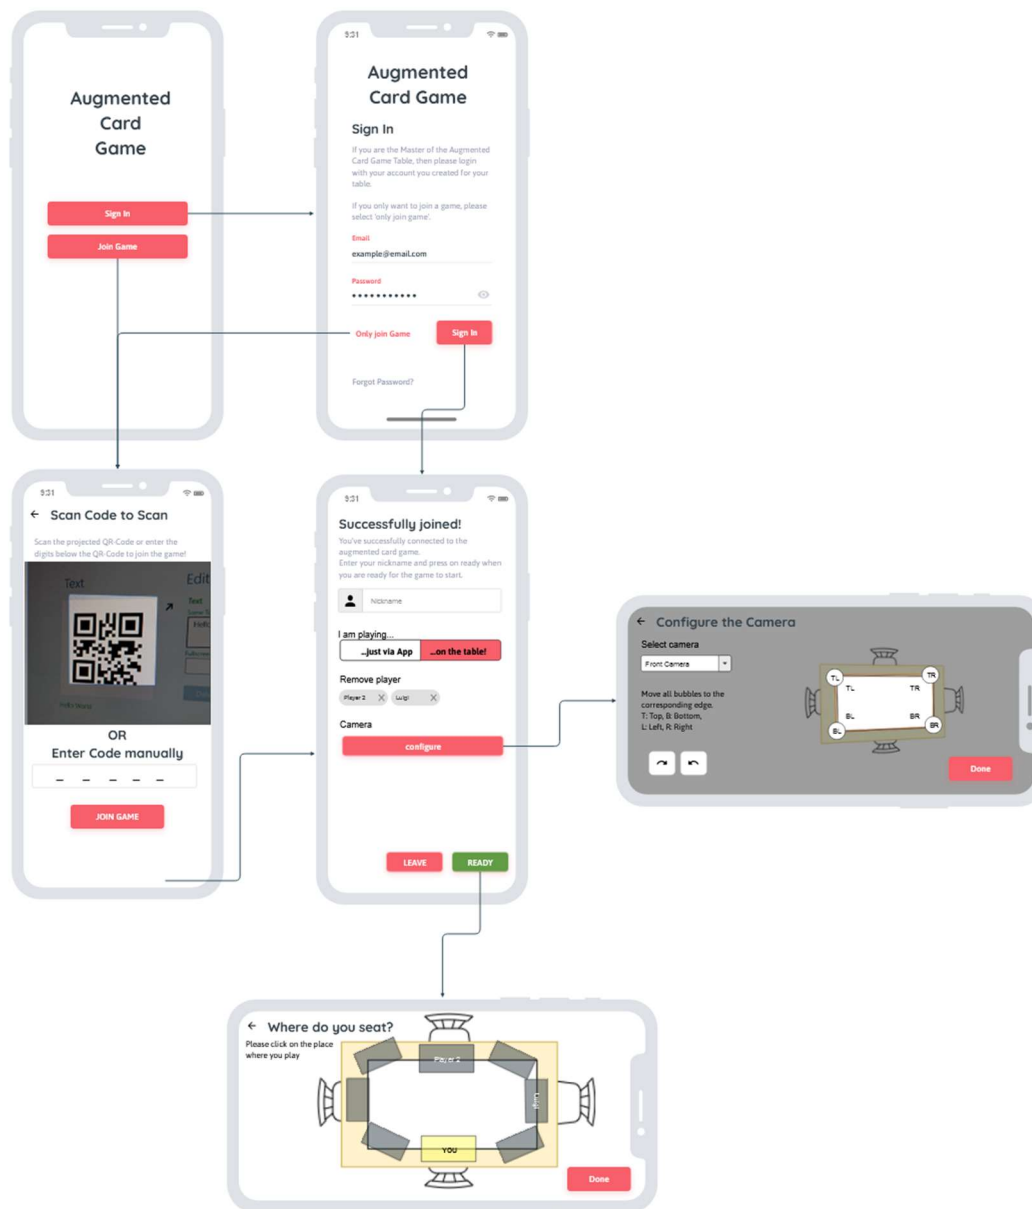 Augmented
Card
Game
Sign In
Join Game
9:31
Augmented
Card Game
Sign In
If you are the Master of the Augmented
Card Game Table, then please login
with your account you created for your
table.
If you only want to join a game, please
select 'only join game'.
Email
example@email.com
Password
Only join Game
Sign In
Forgot Password?
9:31
Scan Code to Scan
Scan the projected QR-Code or enter the
digits below the QR-Code to join the game!
Text
Edit
Text
Hello World
OR
Enter Code manually
JOIN GAME
9:31
Successfully joined!
You've successfully connected to the
augmented card game.
Enter your nickname and press on ready when
you are ready for the game to start.
Nickname
I am playing...
...just via App
...on the table!
Remove player
Player 2 X
Luigi X
Camera
configure
LEAVE
READY
Configure the Camera
Select camera
Front Camera
Move all bubbles to the
corresponding edge.
T: Top, B: Bottom,
L: Left, R: Right
TL
TR
TL
TR
BL
BR
BL
BR
Done
Where do you seat?
Please click on the place
where you play
Player 2
Luigi
YOU
Done